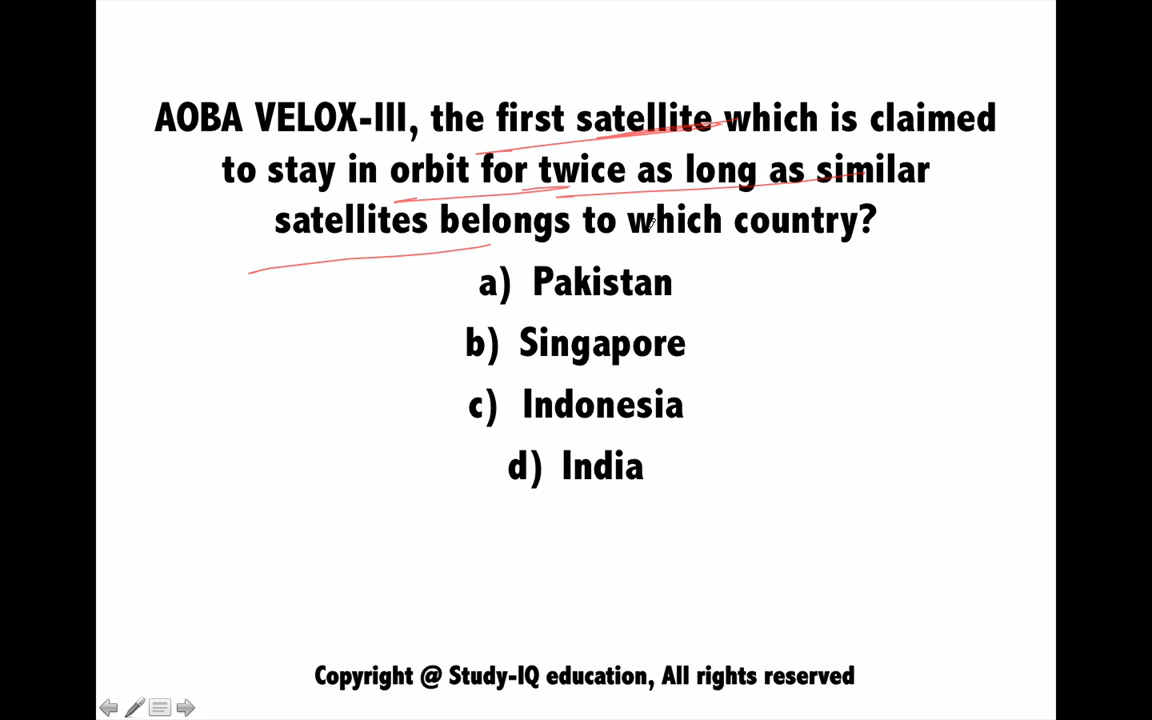 AOBA VELOX-III, the first satellite which is claimed
to stay in orbit for twice as long as similar
satellites belongs to which country?
a) Pakistan
b) Singapore
c) Indonesia
d) India
Copyright @ Study-IQ education, All rights reserved